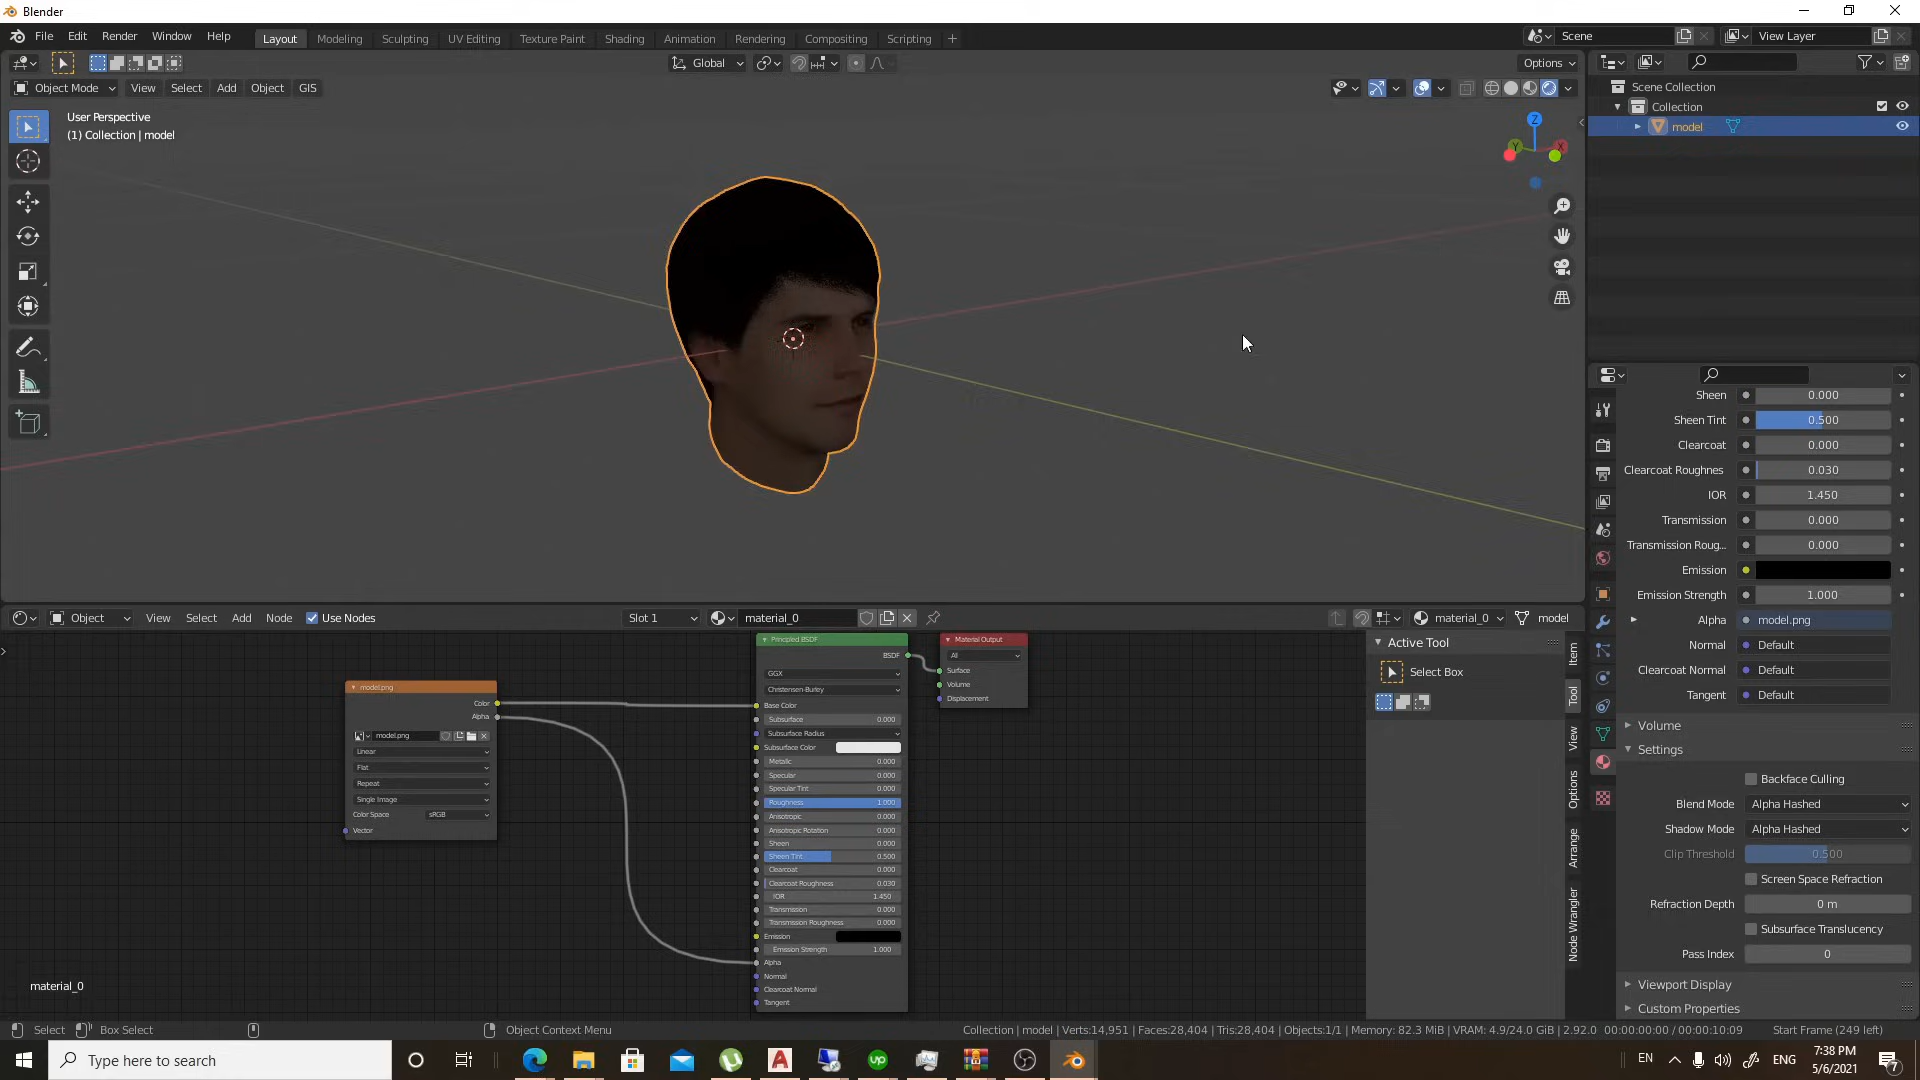 Blender
File Edit Render Window Help
Layout Modeling Sculpting UV Editing Texture Paint Shading Animation Rendering Compositing Scripting +
Scene
View Layer
Global
Options
Object Mode View Select Add Object GIS
User Perspective
(1) Collection | model
Z
Y
X
Scene Collection
Collection
model
Sheen 0.000
Sheen Tint 0.500
Clearcoat 0.000
Clearcoat Roughnes 0.030
IOR 1.450
Transmission 0.000
Transmission Roug... 0.000
Emission
Emission Strength 1.000
Alpha model.png
Normal Default
Clearcoat Normal Default
Tangent Default
Volume
Settings
Backface Culling
Blend Mode Alpha Hashed
Shadow Mode Alpha Hashed
Clip Threshold 0.500
Screen Space Refraction
Refraction Depth 0 m
Subsurface Translucency
Pass Index 0
Viewport Display
Custom Properties
Object View Select Add Node Use Nodes Slot 1 material_0
material_0 model
Active Tool
Select Box
Item
Tool
View
Options
Arrange
Node Wrangler
model.png
Color
Alpha
model.png
Linear
Flat
Repeat
Single Image
Color Space sRGB
Vector
Principled BSDF
BSDF
GGX
Christensen-Burley
Base Color
Subsurface 0.000
Subsurface Radius
Subsurface Color
Metallic 0.000
Specular 0.000
Specular Tint 0.000
Roughness 1.000
Anisotropic 0.000
Anisotropic Rotation 0.000
Sheen 0.000
Sheen Tint 0.500
Clearcoat 0.000
Clearcoat Roughness 0.030
IOR 1.450
Transmission 0.000
Transmission Roughness 0.000
Emission
Emission Strength 1.000
Alpha
Normal
Clearcoat Normal
Tangent
Material Output
All
Surface
Volume
Displacement
material_0
Select Box Select Object Context Menu
Collection | model | Verts:14,951 | Faces:28,404 | Tris:28,404 | Objects:1/1 | Memory: 82.3 MiB | VRAM: 4.9/24.0 GiB | 2.92.0 00:00:00:00 / 00:00:10:09 Start Frame (249 left)
Type here to search
EN
ENG
7:38 PM
5/6/2021
7